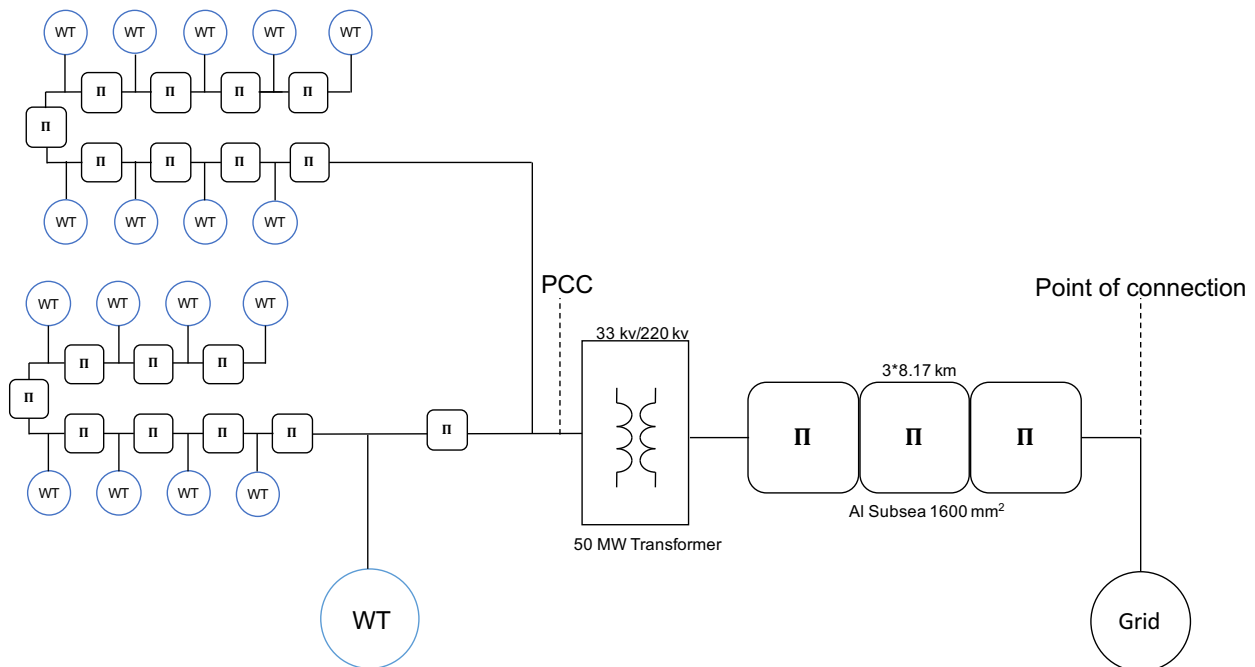 WT WT WT WT WT
Π Π Π Π
Π
Π Π Π Π
WT WT WT WT
WT WT WT WT
PCC
Point of connection
33 kv/220 kv
Π Π Π
3*8.17 km
Π
Π Π Π Π
Π
Π Π Π
WT WT WT WT
Al Subsea 1600 mm²
50 MW Transformer
WT
Grid